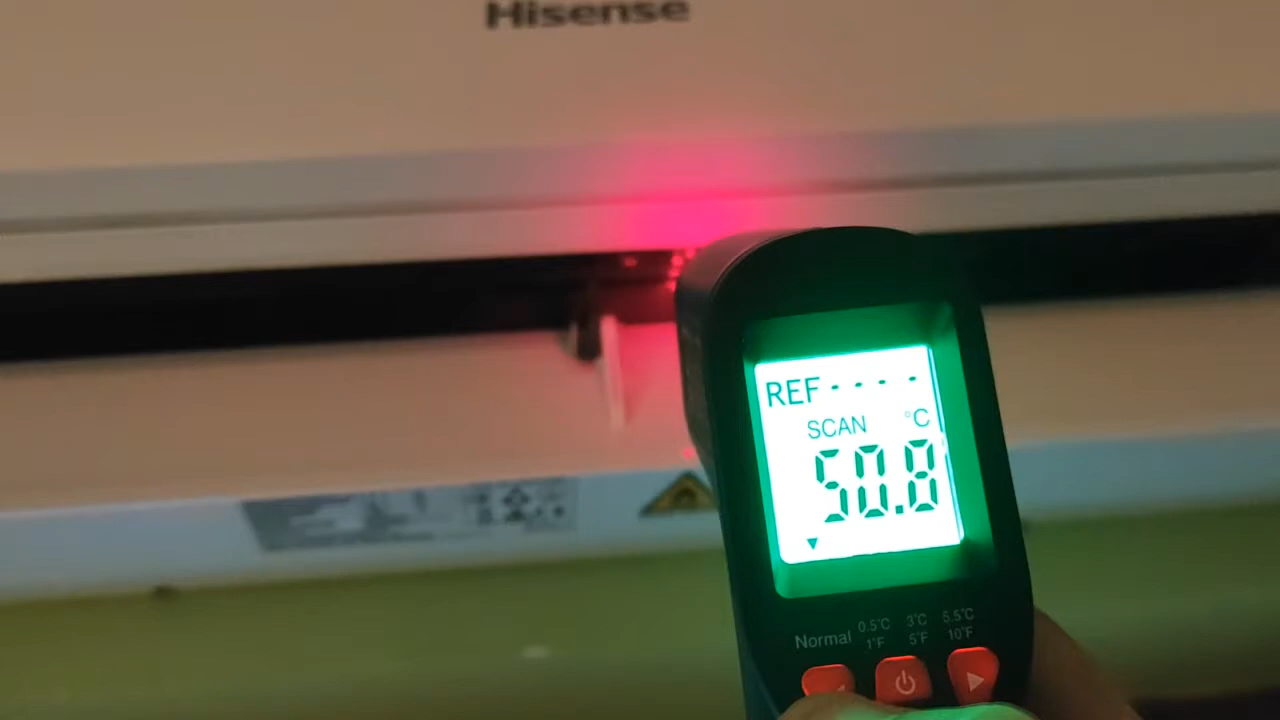 Hisense
REF - - - -
SCAN °C
50.8
Normal 0.5°C 3°C 5.5°C
1°F 5°F 10°F